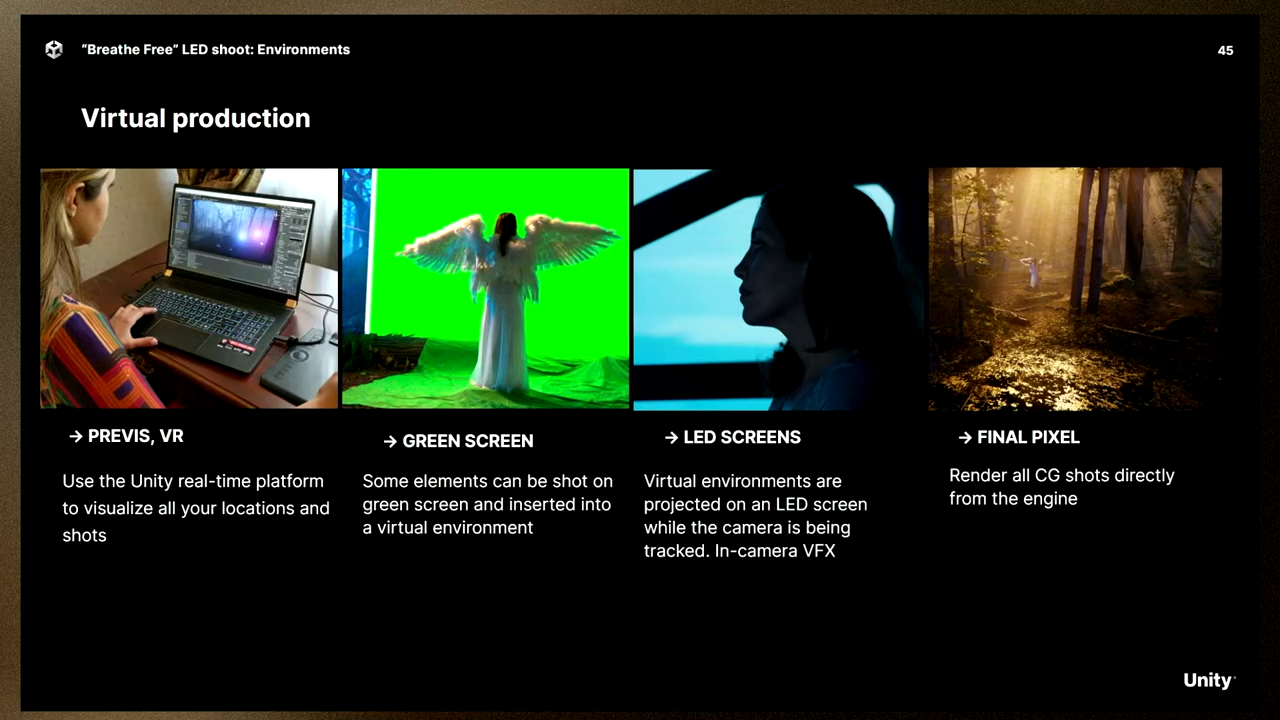 “Breathe Free” LED shoot: Environments
45
Virtual production
→ PREVIS, VR
Use the Unity real-time platform
to visualize all your locations and
shots
→ GREEN SCREEN
Some elements can be shot on
green screen and inserted into
a virtual environment
→ LED SCREENS
Virtual environments are
projected on an LED screen
while the camera is being
tracked. In-camera VFX
→ FINAL PIXEL
Render all CG shots directly
from the engine
Unity